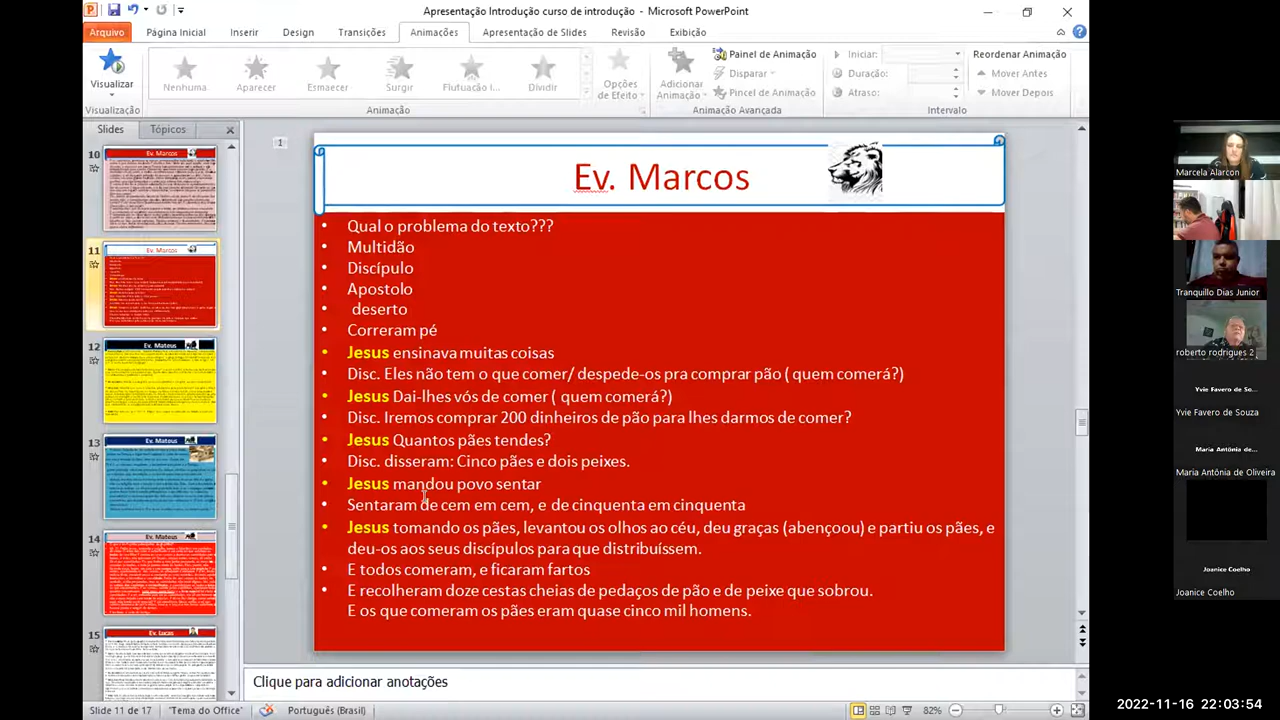 Apresentação Introdução curso de introdução - Microsoft PowerPoint
Arquivo Página Inicial Inserir Design Transições Animações Apresentação de Slides Revisão Exibição
Visualizar
Nenhuma Aparecer Esmaecer Surgir Flutuação I... Dividir
Opções de Efeito
Adicionar Animação
Painel de Animação
Disparar
Pincel de Animação
Iniciar:
Duração:
Atraso:
Reordenar Animação
Mover Antes
Mover Depois
Visualização Animação Animação Avançada Intervalo
Slides Tópicos
10
Ev. Marcos
11
Ev. Marcos
12
Ev. Mateus
13
Ev. Mateus
14
Ev. Mateus
15
Ev. Lucas
1
Ev. Marcos
• Qual o problema do texto???
• Multidão
• Discípulo
• Apostolo
• deserto
• Correram pé
Jesus ensinava muitas coisas
• Disc. Eles não tem o que comer/ despede-os pra comprar pão ( quem comerá?)
Jesus Dai-lhes vós de comer ( quem comerá?)
• Disc. Iremos comprar 200 dinheiros de pão para lhes darmos de comer?
• Jesus Quantos pães tendes?
• Disc. disseram: Cinco pães e dois peixes.
• Jesus mandou povo sentar
Sentaram de cem em cem, e de cinquenta em cinquenta
• Jesus tomando os pães, levantou os olhos ao céu, deu graças (abençoou) e partiu os pães, e
deu-os aos seus discípulos para que distribuíssem.
E todos comeram, e ficaram fartos
E recolheram doze cestas cheias de pedaços de pão e de peixe que sobrou.
E os que comeram os pães eram quase cinco mil homens.
Clique para adicionar anotações
Slide 11 de 17 "Tema do Office" Português (Brasil) 82%
Marcela Alarcon
Tranquillo Dias Junior
roberto rodrigues 2
Yvie Favero de So...
Yvie Favero de Souza
Maria Antônia de...
Maria Antônia de Oliveira
Joanice Coelho
Joanice Coelho
2022-11-16 22:03:54